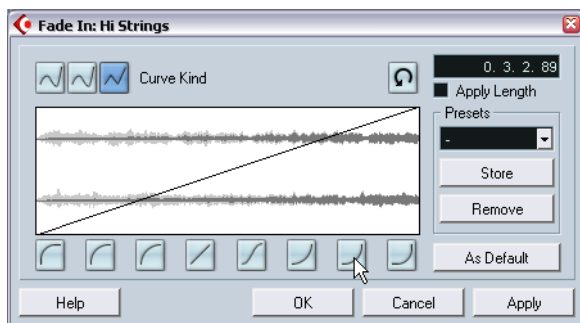 Fade In: Hi Strings
Curve Kind
0. 3. 2. 89
Apply Length
Presets
-
Store
Remove
As Default
Help
OK
Cancel
Apply